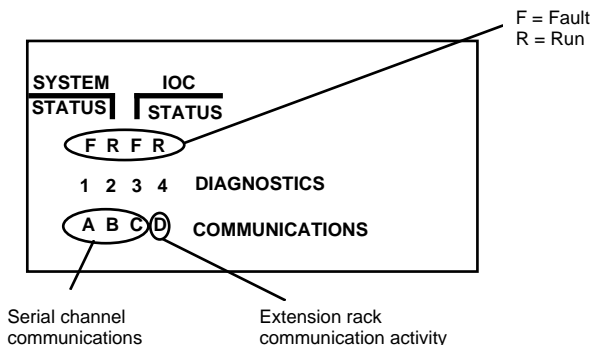 F = Fault
R = Run
SYSTEM IOC
STATUS STATUS
F R F R
1 2 3 4 DIAGNOSTICS
A B C D COMMUNICATIONS
Serial channel
communications
Extension rack
communication activity